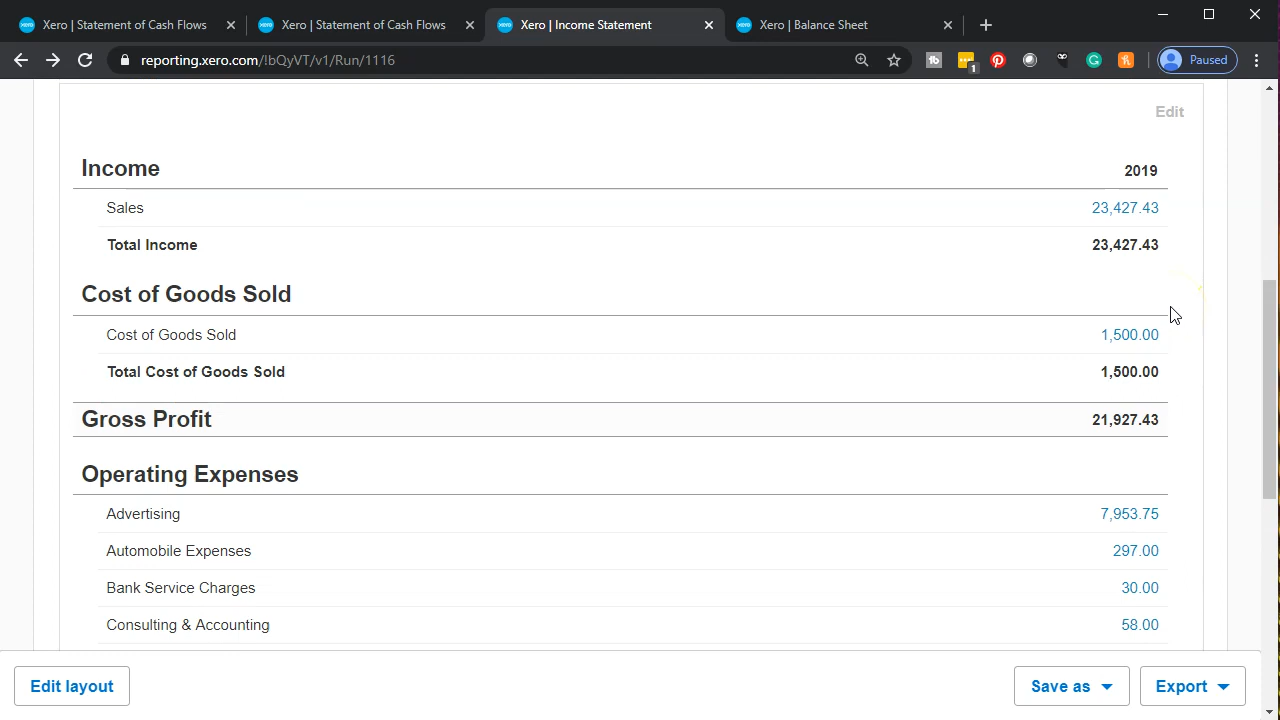 Xero | Statement of Cash Flows
Xero | Statement of Cash Flows
Xero | Income Statement
Xero | Balance Sheet
reporting.xero.com/!bQyVT/v1/Run/1116
1
Paused
Edit
Income 2019
Sales 23,427.43
Total Income 23,427.43
Cost of Goods Sold
Cost of Goods Sold 1,500.00
Total Cost of Goods Sold 1,500.00
Gross Profit 21,927.43
Operating Expenses
Advertising 7,953.75
Automobile Expenses 297.00
Bank Service Charges 30.00
Consulting & Accounting 58.00
Edit layout Save as Export